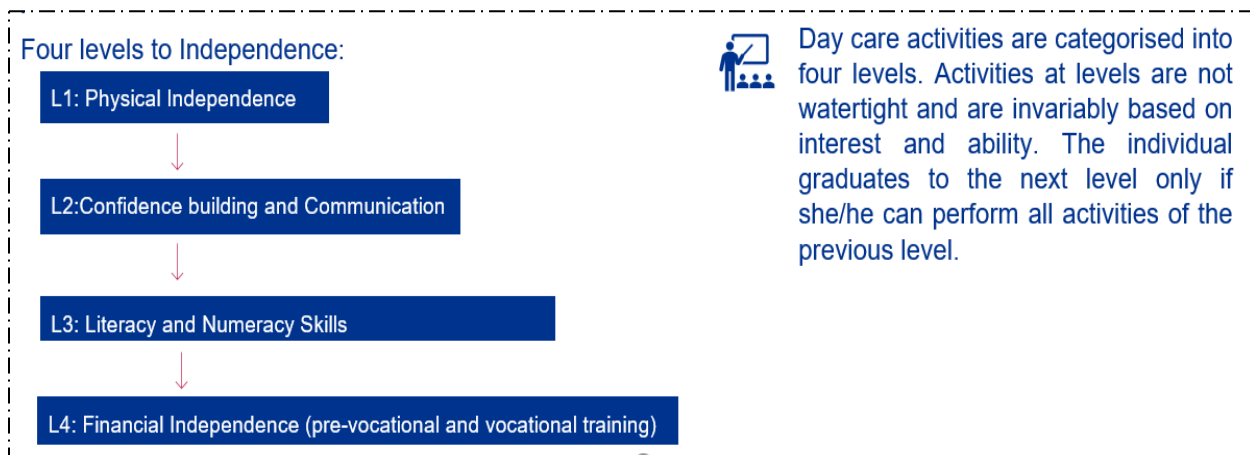 Four levels to Independence:
L1: Physical Independence
L2:Confidence building and Communication
L3: Literacy and Numeracy Skills
L4: Financial Independence (pre-vocational and vocational training)
Day care activities are categorised into
four levels. Activities at levels are not
watertight and are invariably based on
interest and ability. The individual
graduates to the next level only if
she/he can perform all activities of the
previous level.